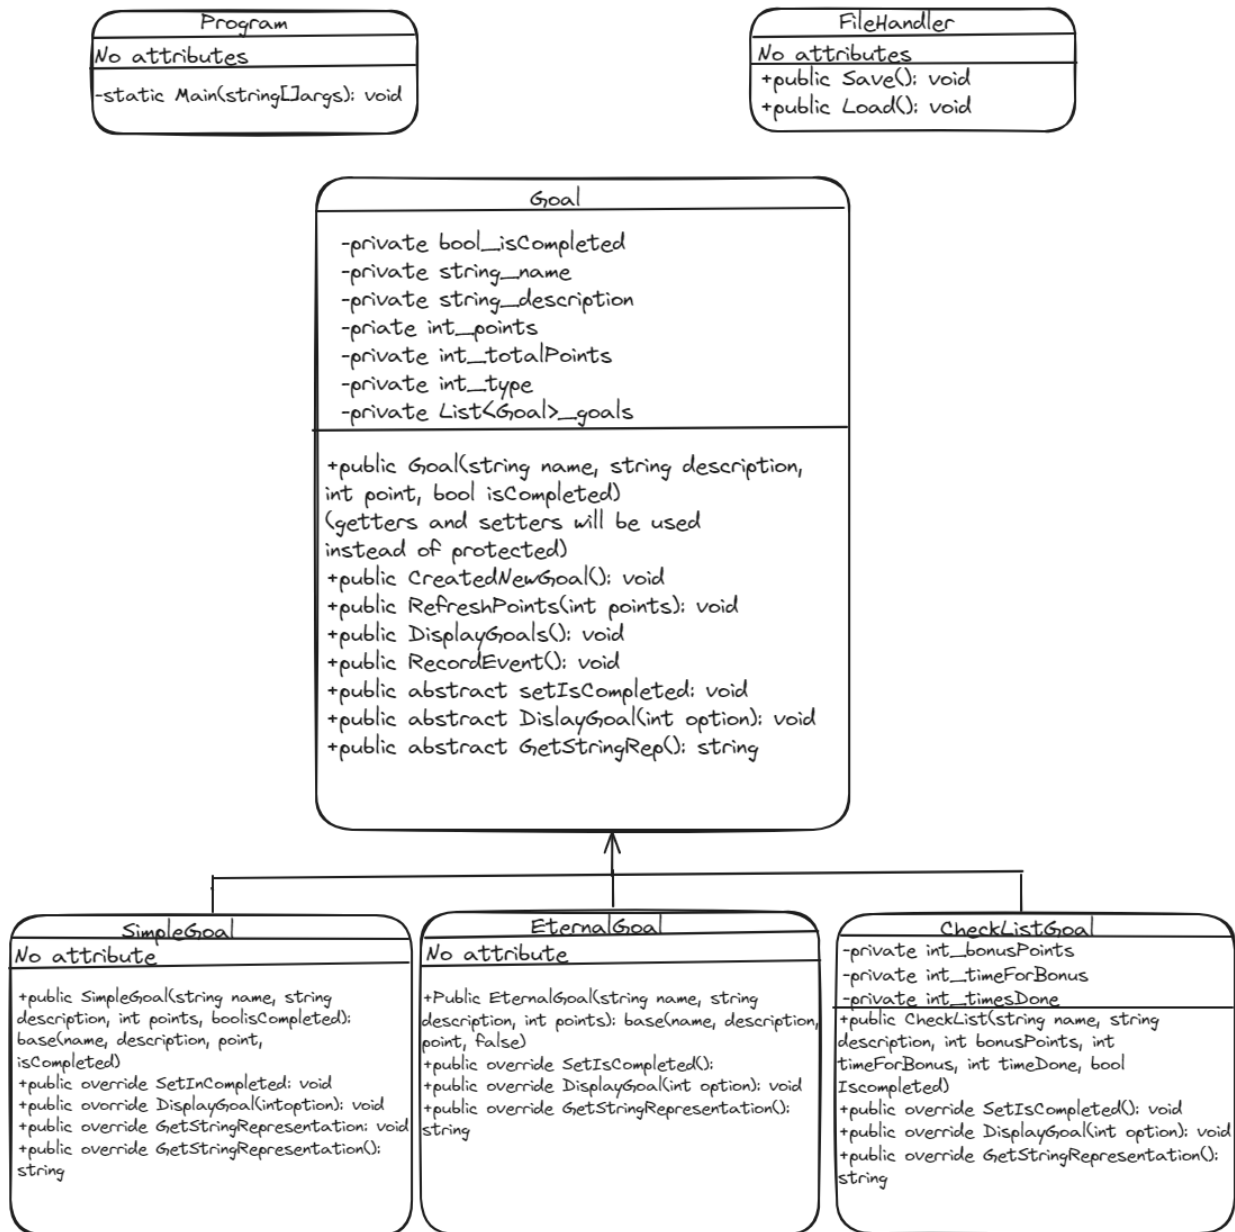 Program
No attributes
-static Main(string[]args): void
FileHandler
No attributes
+public Save(): void
+public Load(): void
Goal
-private bool_isCompleted
-private string_name
-private string_description
-priate int_points
-private int_totalPoints
-private int_type
-private List<Goal>_goals
+public Goal(string name, string description,
int point, bool isCompleted)
(getters and setters will be used
instead of protected)
+public CreatedNewGoal(): void
+public RefreshPoints(int points): void
+public DisplayGoals(): void
+public RecordEvent(): void
+public abstract setIsCompleted: void
+public abstract DislayGoal(int option): void
+public abstract GetStringRep(): string
SimpleGoal
No attribute
+public SimpleGoal(string name, string
description, int points, boolisCompleted):
base(name, description, point,
isCompleted)
+public override SetInCompleted: void
+public ovorride DisplayGoal(intoption): void
+public override GetStringRepresentation: void
+public override GetStringRepresentation():
string
EternalGoal
No attribute
+Public EternalGoal(string name, string
description, int points): base(name, description,
point, false)
+public override SetIsCompleted():
+public override DisplayGoal(int option): void
+public override GetStringRepresentation():
string
CheckListGoal
-private int_bonusPoints
-private int_timeForBonus
-private int_timesDone
+public CheckList(string name, string
description, int bonusPoints, int
timeForBonus, int timeDone, bool
Iscompleted)
+public override SetIsCompleted(): void
+public override DisplayGoal(int option): void
+public override GetStringRepresentation():
string